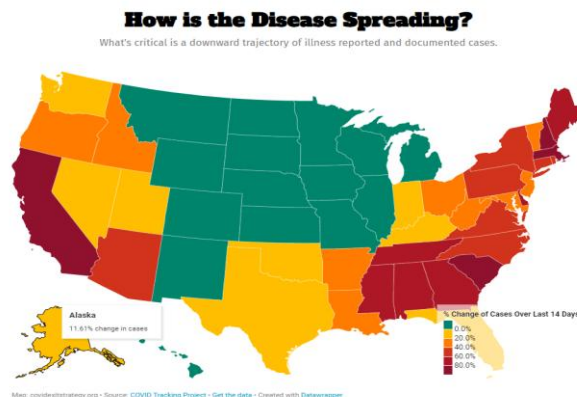 How is the Disease Spreading?
What's critical is a downward trajectory of illness reported and documented cases.
Alaska
11.61% change in cases
% Change of Cases Over Last 14 Days
0.0%
20.0%
40.0%
60.0%
80.0%
Map: covidexitstrategy.org • Source: COVID Tracking Project • Get the data • Created with Datawrapper